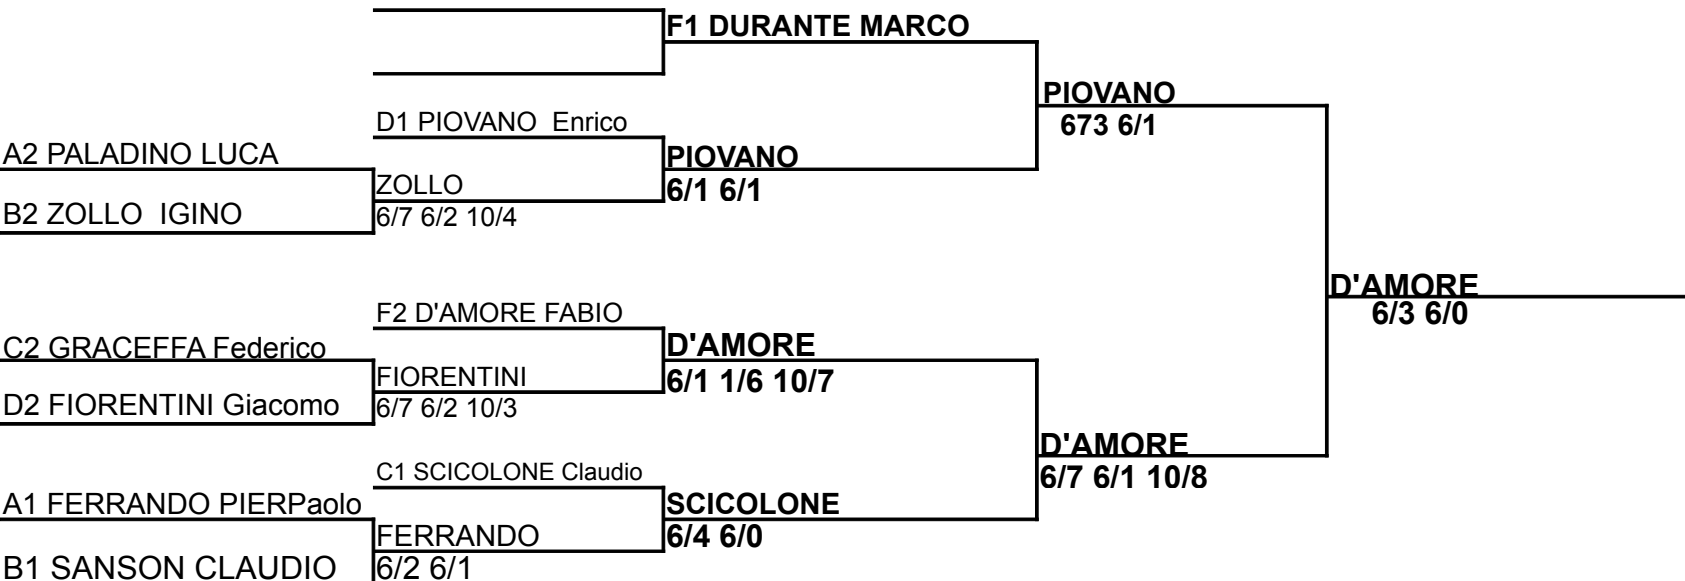 F1 DURANTE MARCO
PIOVANO
673 6/1
D1 PIOVANO Enrico
A2 PALADINO LUCA
PIOVANO
ZOLLO
6/1 6/1
B2 ZOLLO IGINO
6/7 6/2 10/4
D'AMORE
6/3 6/0
F2 D'AMORE FABIO
C2 GRACEFFA Federico
D'AMORE
FIORENTINI
6/1 1/6 10/7
D2 FIORENTINI Giacomo
6/7 6/2 10/3
D'AMORE
6/7 6/1 10/8
C1 SCICOLONE Claudio
A1 FERRANDO PIERPaolo
SCICOLONE
FERRANDO
6/4 6/0
B1 SANSON CLAUDIO
6/2 6/1